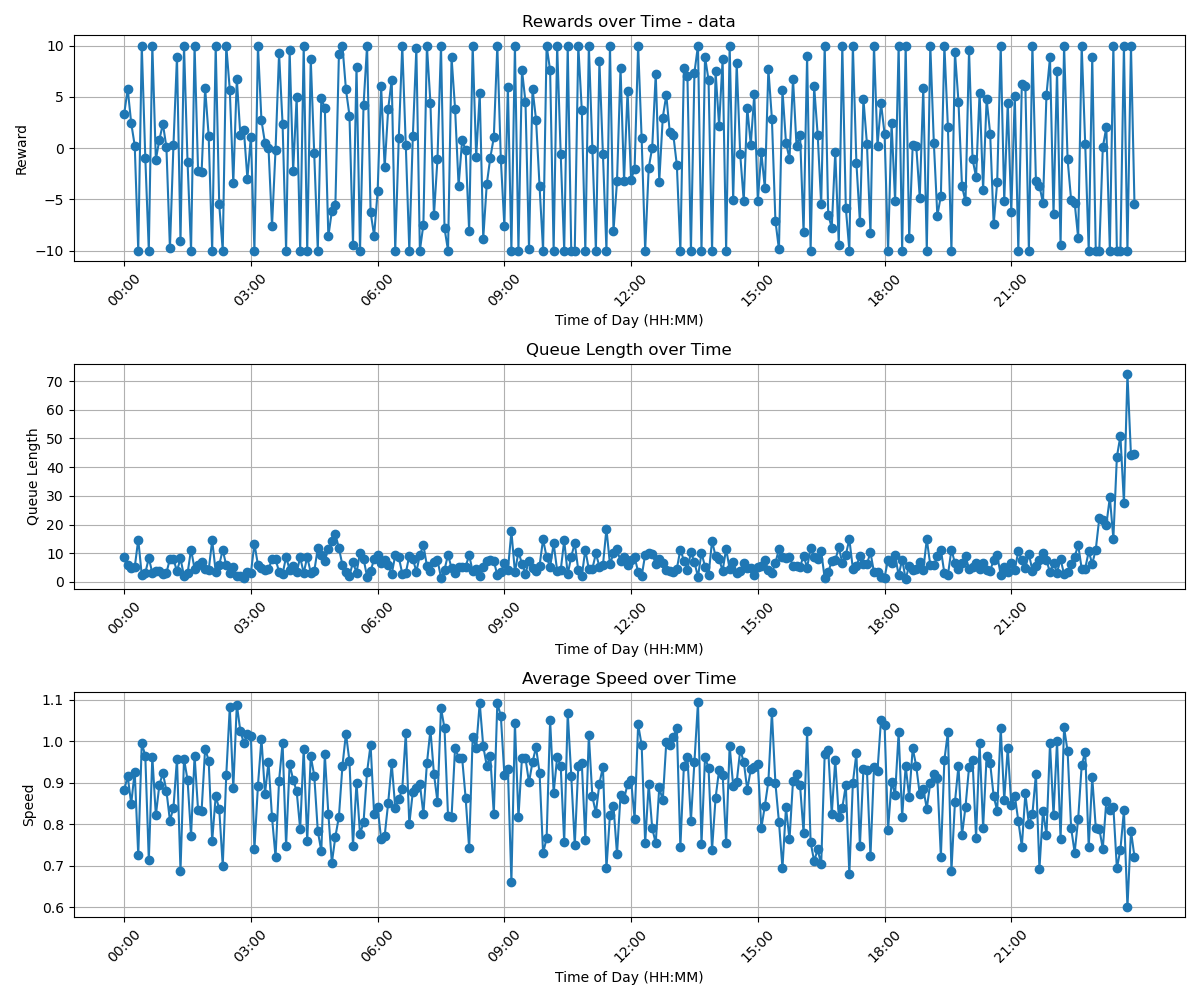 Rewards over Time - data
10
5
0
−5
−10
Reward
00:00 03:00 06:00 09:00 12:00 15:00 18:00 21:00
Time of Day (HH:MM)
Queue Length over Time
70
60
50
40
30
20
10
0
Queue Length
00:00 03:00 06:00 09:00 12:00 15:00 18:00 21:00
Time of Day (HH:MM)
Average Speed over Time
1.1
1.0
0.9
0.8
0.7
0.6
Speed
00:00 03:00 06:00 09:00 12:00 15:00 18:00 21:00
Time of Day (HH:MM)